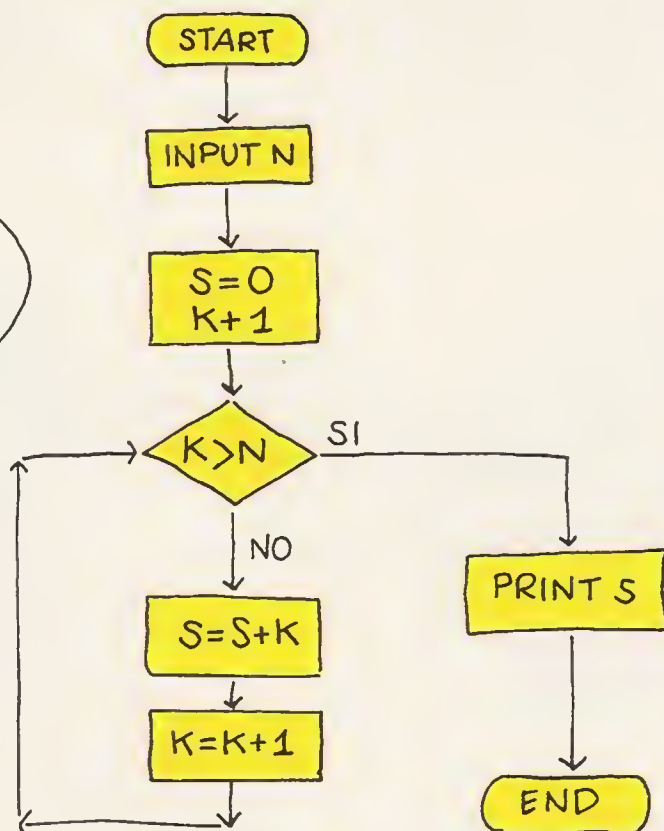 START
INPUT N
S=0
K+1
K>N
SI
NO
S=S+K
K=K+1
PRINT S
END